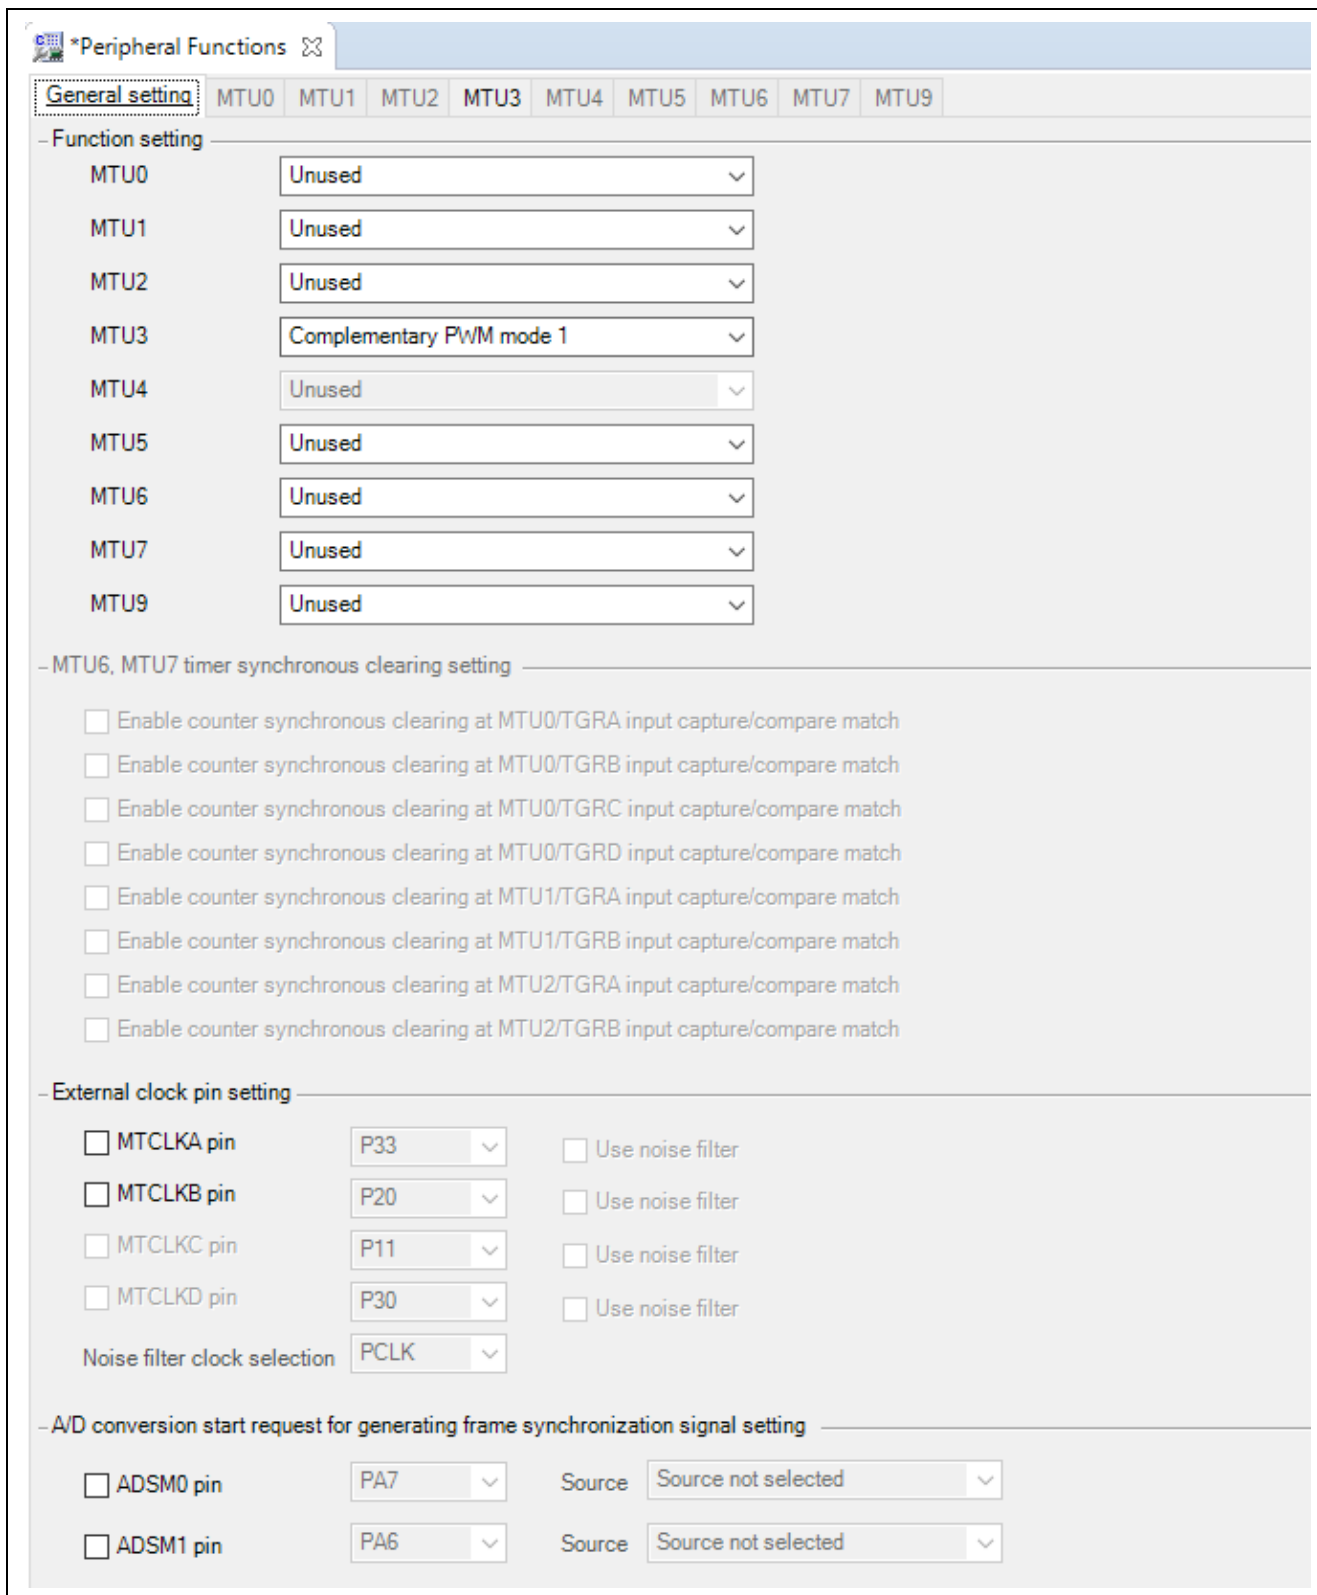 *Peripheral Functions
General setting MTU0 MTU1 MTU2 MTU3 MTU4 MTU5 MTU6 MTU7 MTU9
Function setting
MTU0 Unused
MTU1 Unused
MTU2 Unused
MTU3 Complementary PWM mode 1
MTU4 Unused
MTU5 Unused
MTU6 Unused
MTU7 Unused
MTU9 Unused
MTU6, MTU7 timer synchronous clearing setting
Enable counter synchronous clearing at MTU0/TGRA input capture/compare match
Enable counter synchronous clearing at MTU0/TGRB input capture/compare match
Enable counter synchronous clearing at MTU0/TGRC input capture/compare match
Enable counter synchronous clearing at MTU0/TGRD input capture/compare match
Enable counter synchronous clearing at MTU1/TGRA input capture/compare match
Enable counter synchronous clearing at MTU1/TGRB input capture/compare match
Enable counter synchronous clearing at MTU2/TGRA input capture/compare match
Enable counter synchronous clearing at MTU2/TGRB input capture/compare match
External clock pin setting
MTCLKA pin P33 Use noise filter
MTCLKB pin P20 Use noise filter
MTCLKC pin P11 Use noise filter
MTCLKD pin P30 Use noise filter
Noise filter clock selection PCLK
A/D conversion start request for generating frame synchronization signal setting
ADSM0 pin PA7 Source Source not selected
ADSM1 pin PA6 Source Source not selected